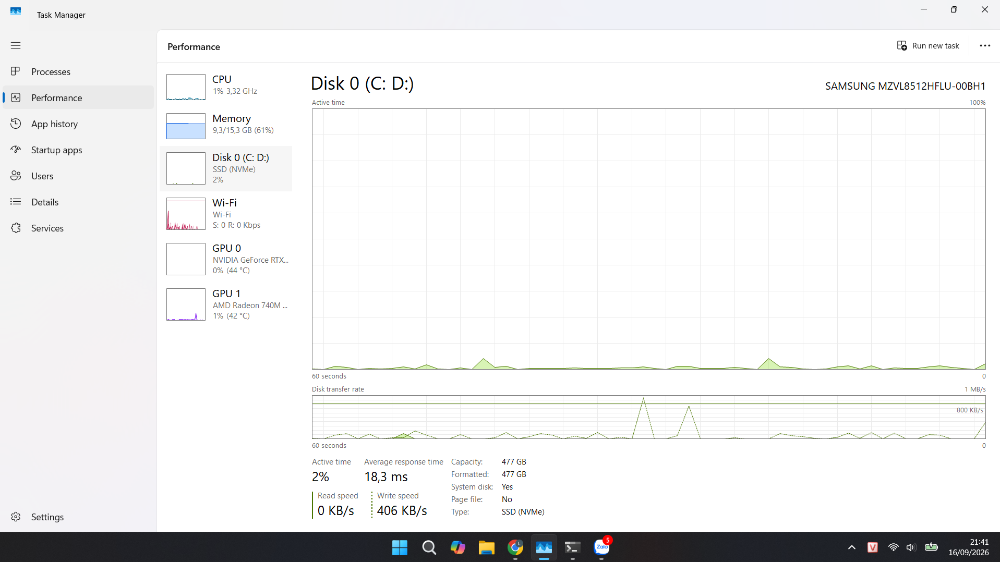 Task Manager
Processes
Performance
App history
Startup apps
Users
Details
Services
Settings
Performance
Run new task
CPU
1% 3,32 GHz
Memory
9,3/15,3 GB (61%)
Disk 0 (C: D:)
SSD (NVMe)
2%
Wi-Fi
Wi-Fi
S: 0 R: 0 Kbps
GPU 0
NVIDIA GeForce RTX...
0% (44 °C)
GPU 1
AMD Radeon 740M ...
1% (42 °C)
Disk 0 (C: D:)
SAMSUNG MZVL8512HFLU-00BH1
Active time
100%
60 seconds
0
Disk transfer rate
1 MB/s
800 KB/s
60 seconds
0
Active time
2%
Average response time
18,3 ms
Read speed
0 KB/s
Write speed
406 KB/s
Capacity: 477 GB
Formatted: 477 GB
System disk: Yes
Page file: No
Type: SSD (NVMe)
L
Zalo
5
V
21:41
16/09/2026